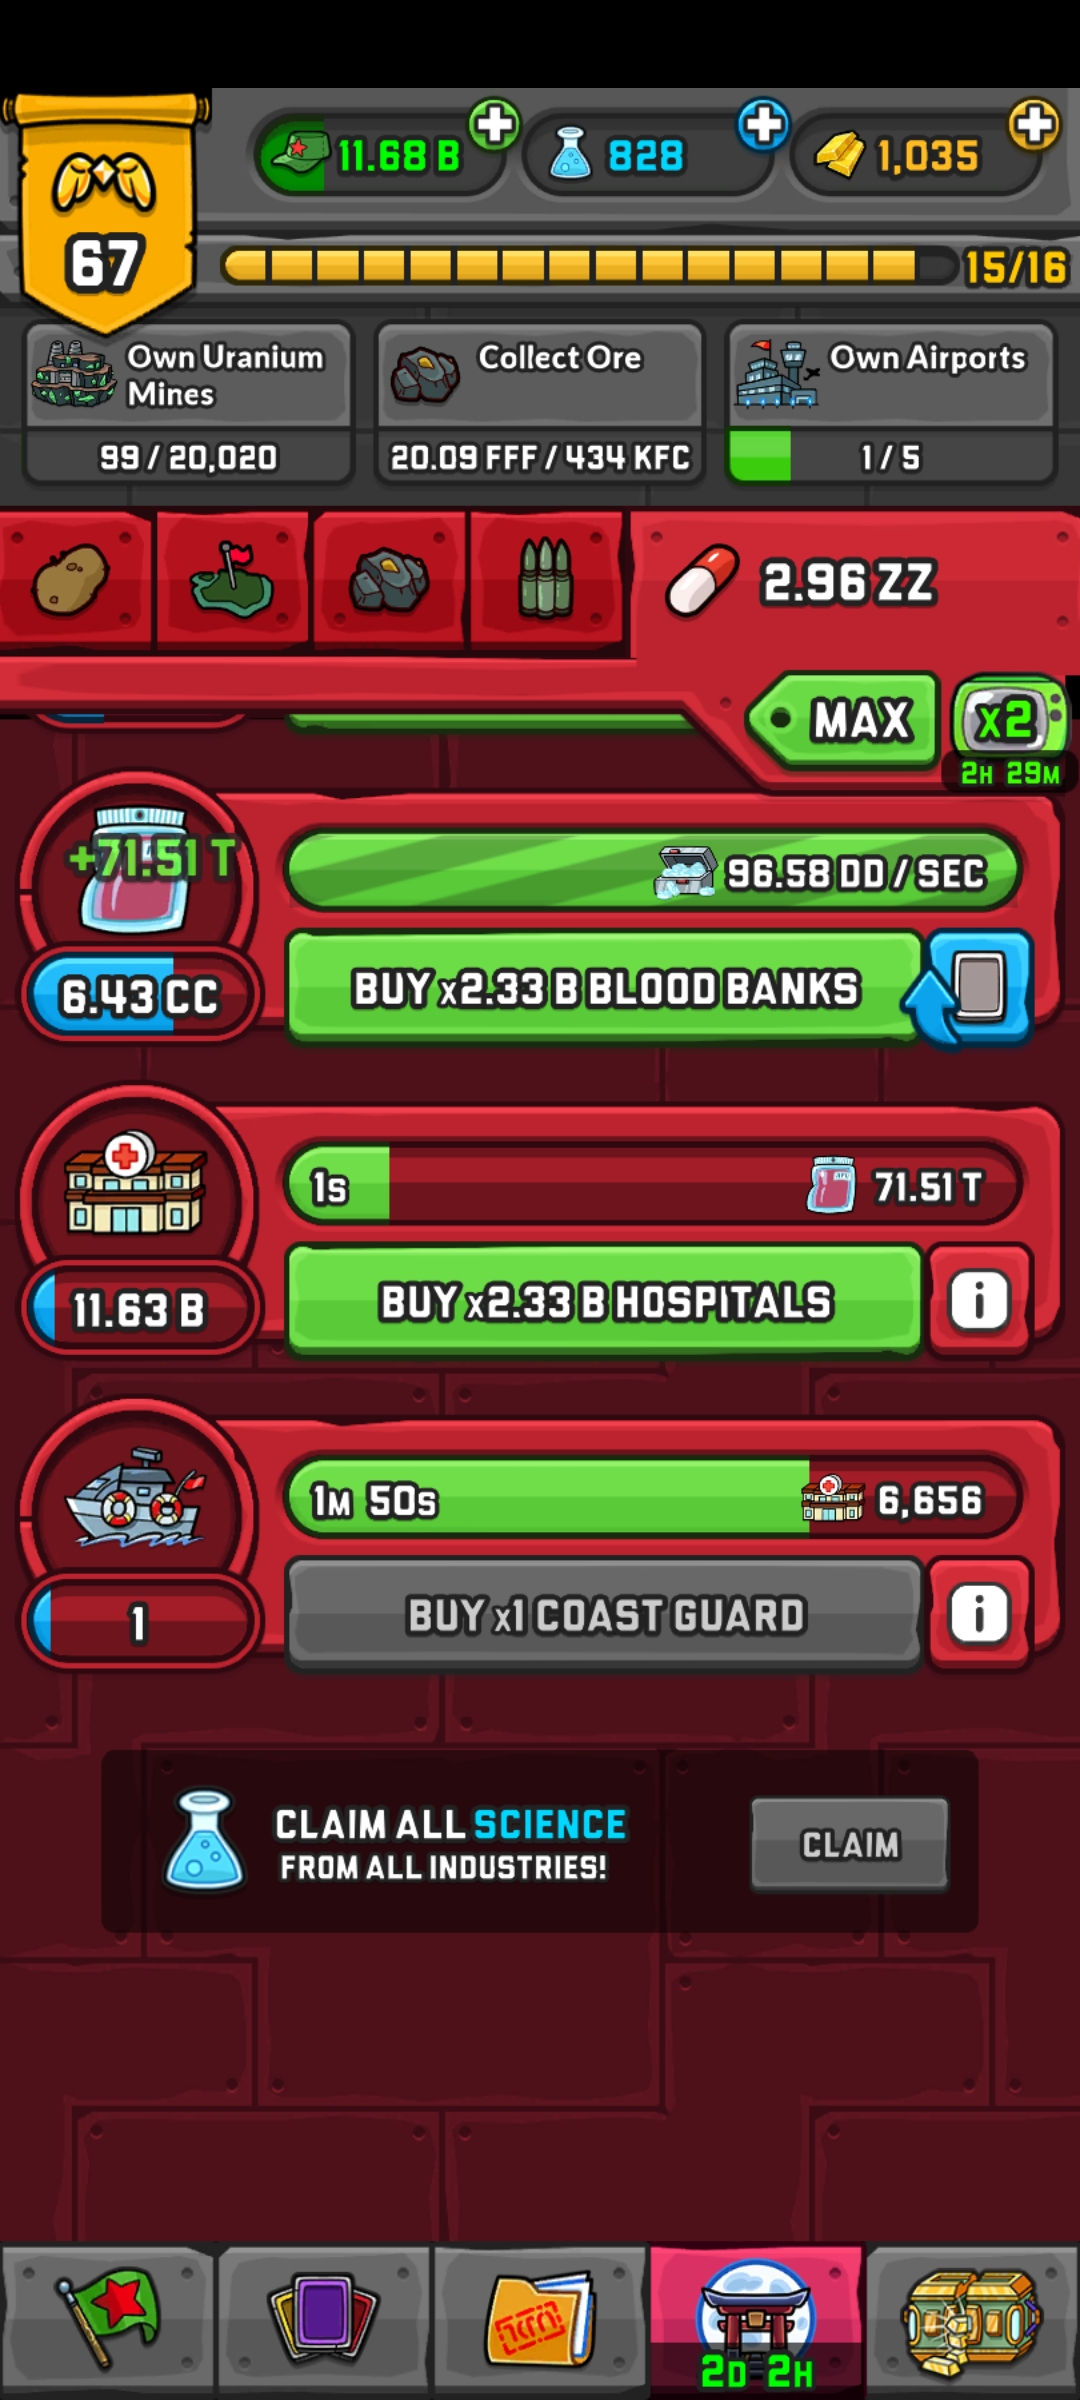 11.68 B
828
1,035
67
15/16
Own Uranium
Mines
Collect Ore
Own Airports
99 / 20,020
20.09 FFF / 434 KFC
1 / 5
2.96 ZZ
MAX
x2
2H 29M
+71.51 T
96.58 DD / SEC
6.43 CC
BUY x2.33 B BLOOD BANKS
1s
71.51 T
11.63 B
BUY x2.33 B HOSPITALS
i
1M 50s
6,656
1
BUY x1 COAST GUARD
i
CLAIM ALL SCIENCE
FROM ALL INDUSTRIES!
CLAIM
2D 2H